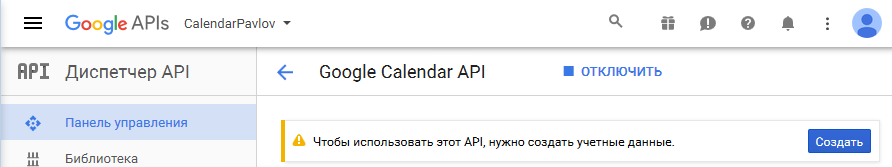 Google APIs CalendarPavlov
API Диспетчер API Google Calendar API ОТКЛЮЧИТЬ
Панель управления
Чтобы использовать этот API, нужно создать учетные данные. Создать
Библиотека